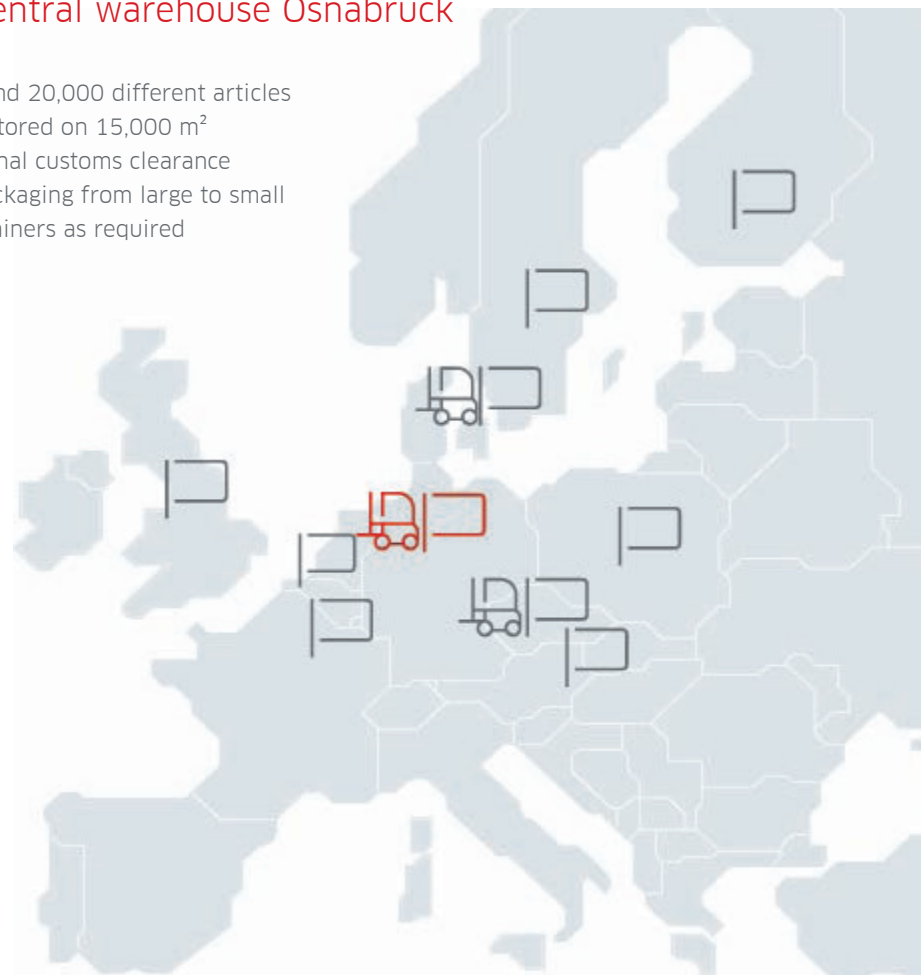 entral warehouse Osnabrück
nd 20,000 different articles
tored on 15,000 m²
nal customs clearance
ckaging from large to small
iners as required